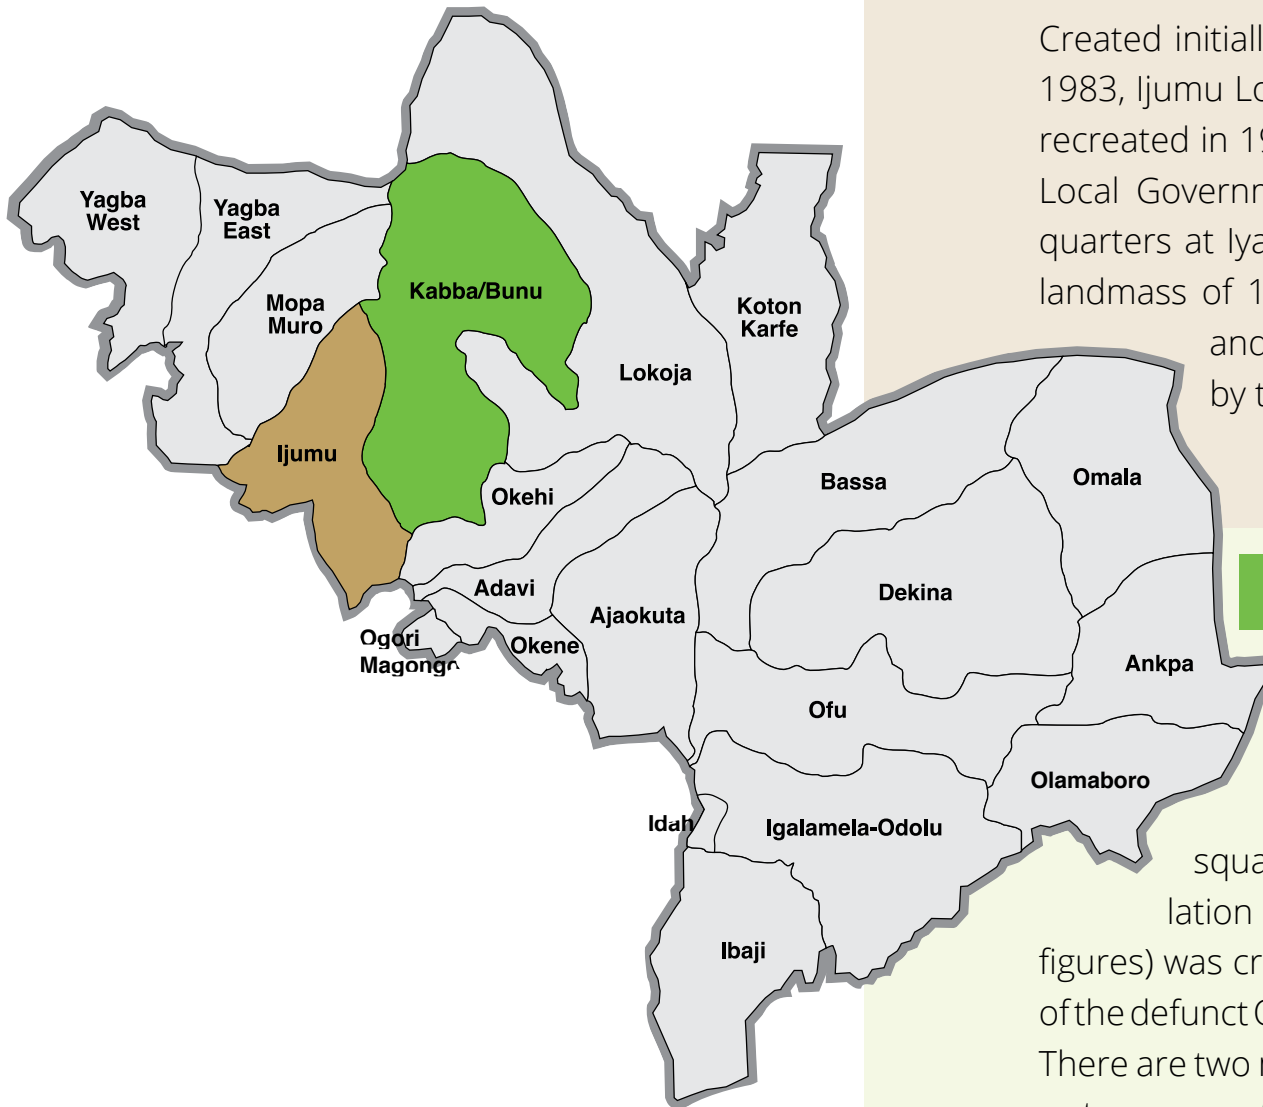 Yagba
West
Yagba
East
Mopa
Muro
Kabba/Bunu
Koton
Karfe
Lokoja
Ijumu
Okehi
Bassa
Omala
Adavi
Ajaokuta
Dekina
Ogori
Magongo
Okene
Ankpa
Ofu
Olamaboro
Idah
Igalamela-Odolu
Ibaji
Created initiall
1983, Ijumu Lo
recreated in 19
Local Governm
quarters at Iya
landmass of 1
and
by t
squa
lation
figures) was cr
of the defunct
There are two